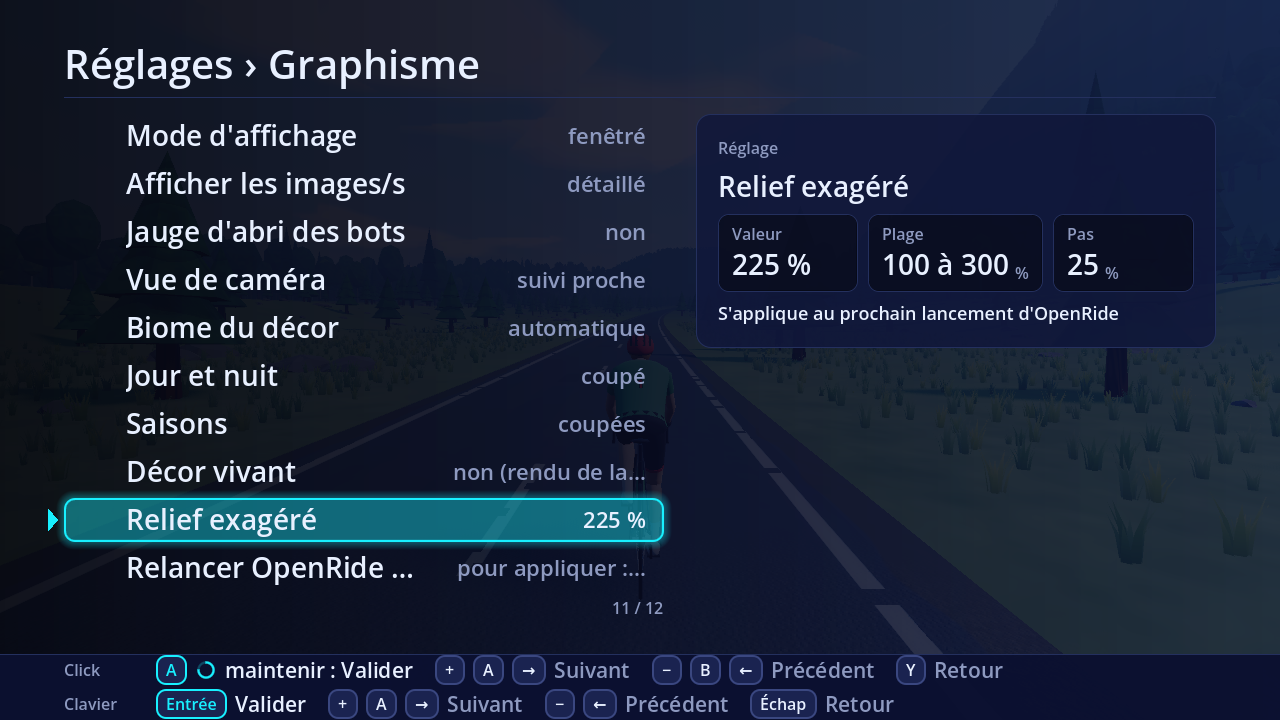 Réglages › Graphisme
Mode d'affichage fenêtré
Afficher les images/s détaillé
Jauge d'abri des bots non
Vue de caméra suivi proche
Biome du décor automatique
Jour et nuit coupé
Saisons coupées
Décor vivant non (rendu de la...
Relief exagéré 225 %
Relancer OpenRide ... pour appliquer :...
11 / 12
Réglage
Relief exagéré
Valeur Plage Pas
225 % 100 à 300 % 25 %
S'applique au prochain lancement d'OpenRide
Click A maintenir : Valider + A → Suivant − B ← Précédent Y Retour
Clavier Entrée Valider + A → Suivant − ← Précédent Échap Retour